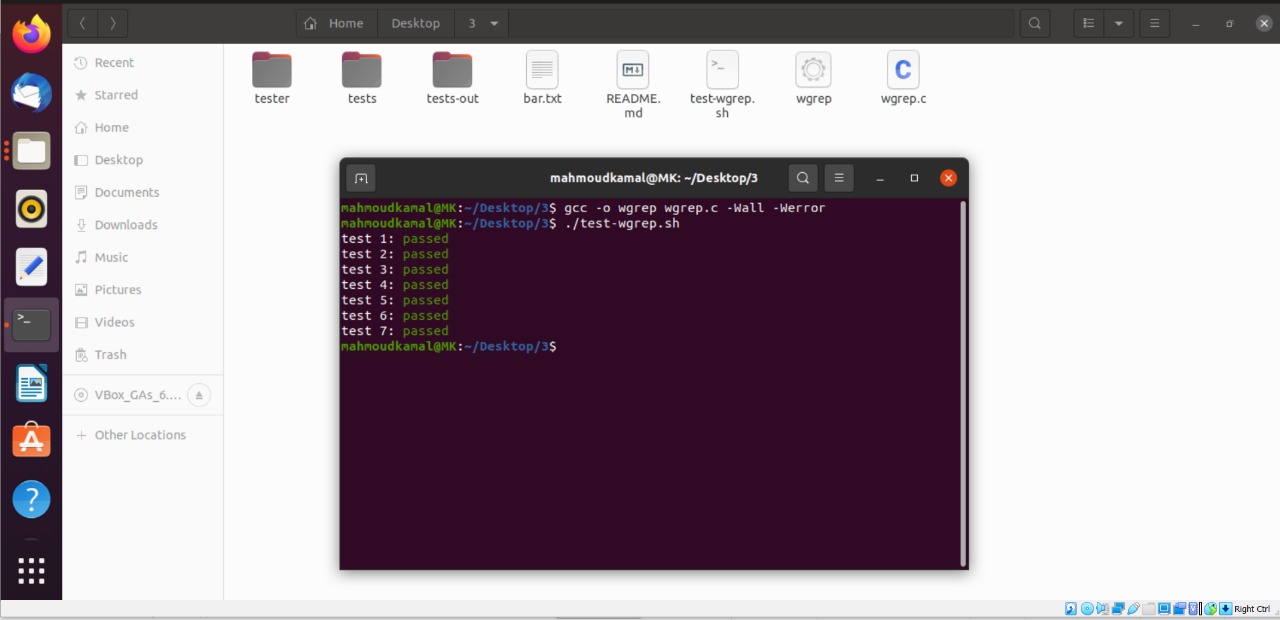 Home
Desktop
3
Recent
Starred
Home
Desktop
Documents
Downloads
Music
Pictures
Videos
Trash
VBox_GAs_6....
Other Locations
tester
tests
tests-out
bar.txt
README.
md
test-wgrep.
sh
wgrep
wgrep.c
mahmoudkamal@MK: ~/Desktop/3
mahmoudkamal@MK:~/Desktop/3$ gcc -o wgrep wgrep.c -Wall -Werror
mahmoudkamal@MK:~/Desktop/3$ ./test-wgrep.sh
test 1: passed
test 2: passed
test 3: passed
test 4: passed
test 5: passed
test 6: passed
test 7: passed
mahmoudkamal@MK:~/Desktop/3$
Right Ctrl